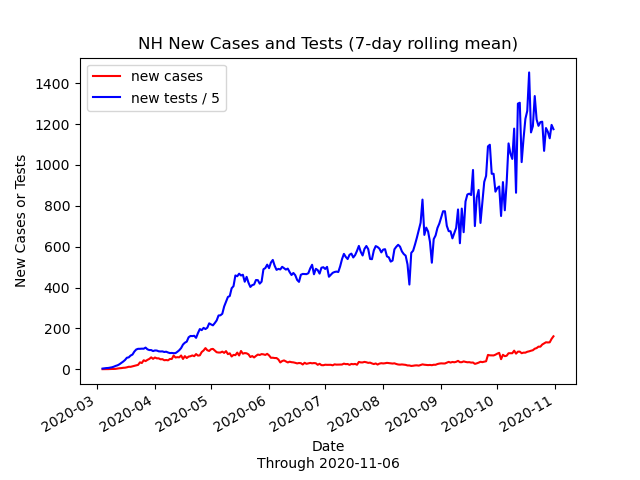 NH New Cases and Tests (7-day rolling mean)
new cases
new tests / 5
New Cases or Tests
1400
1200
1000
800
600
400
200
0
2020-03
2020-04
2020-05
2020-06
2020-07
2020-08
2020-09
2020-10
2020-11
Date
Through 2020-11-06